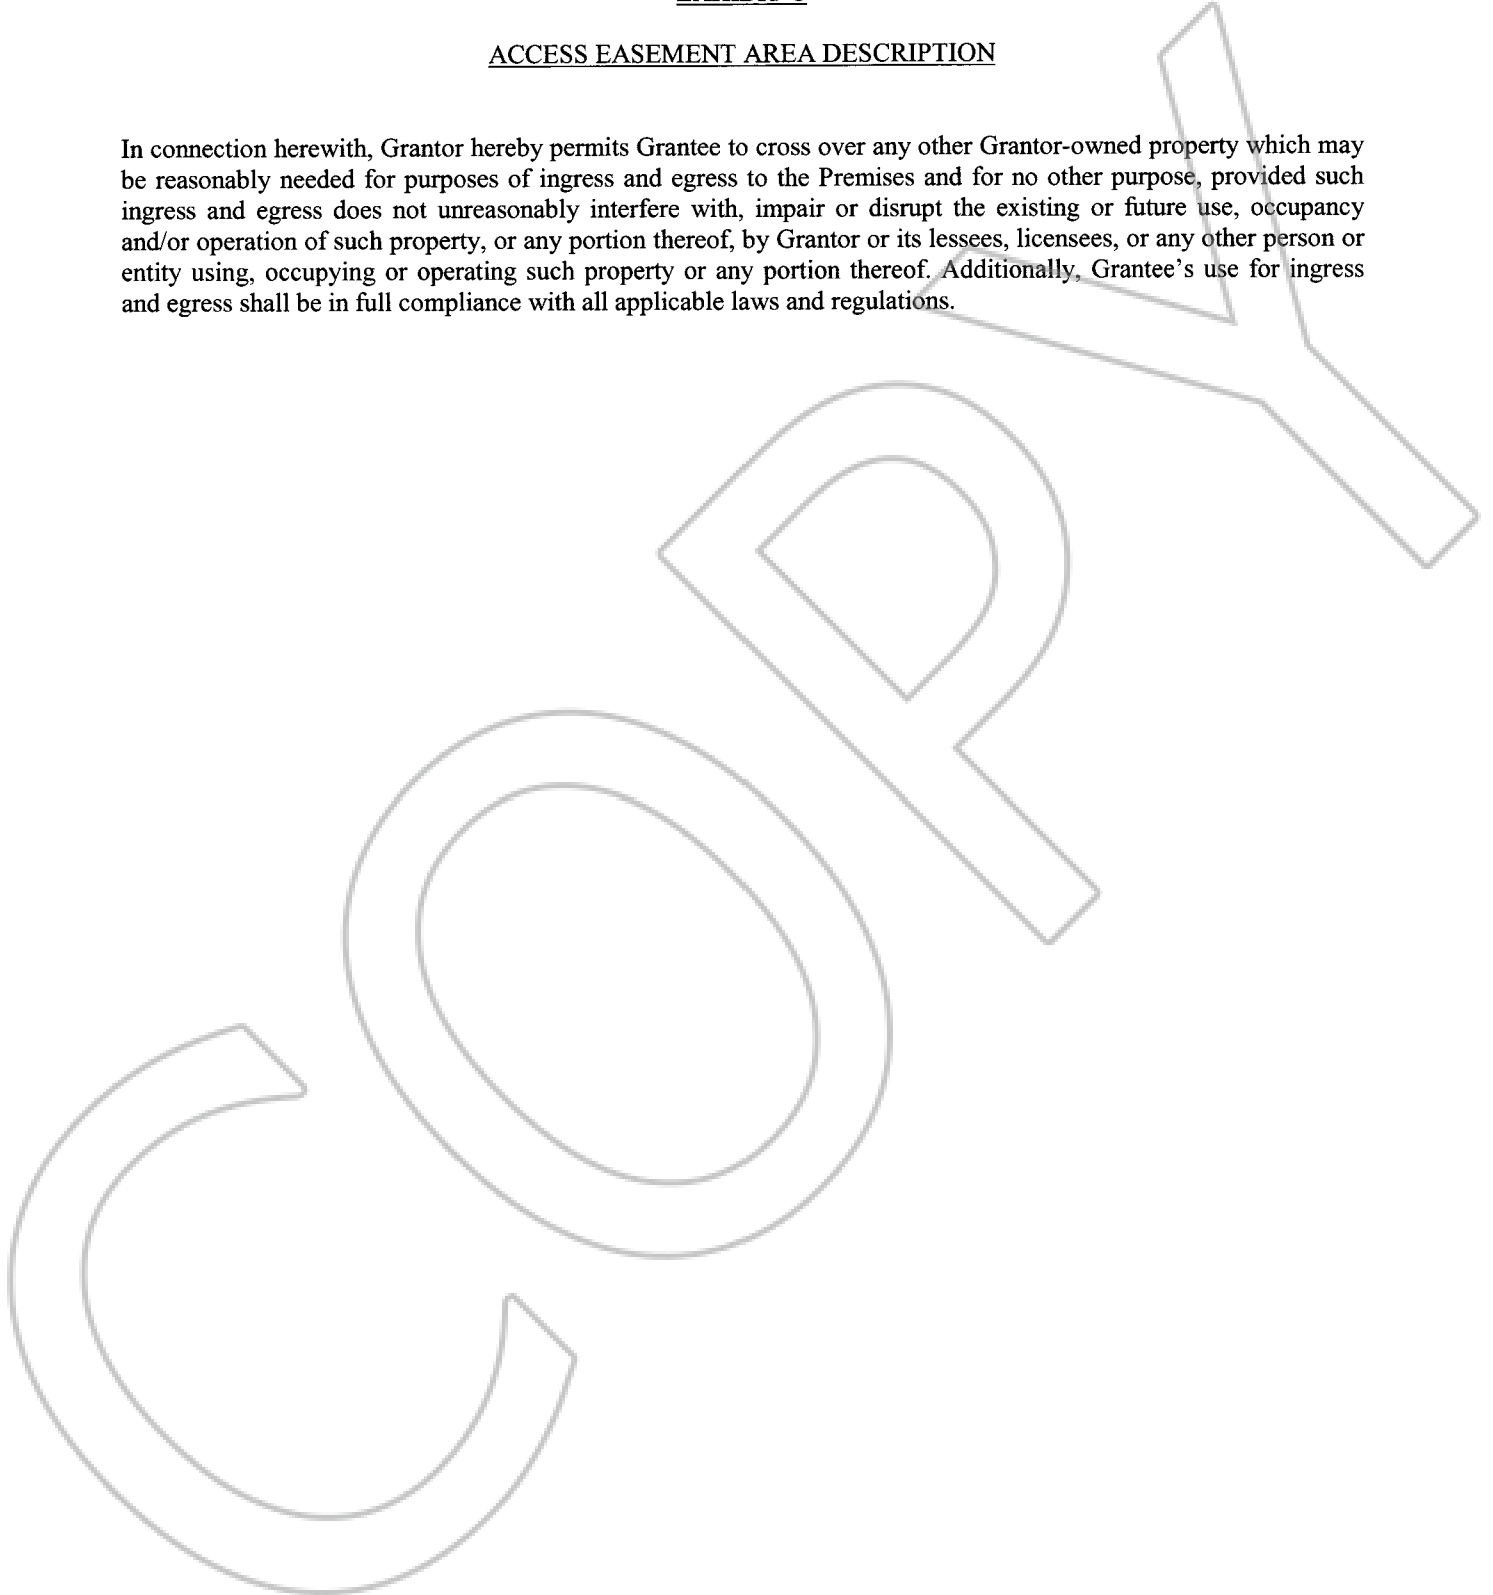 ACCESS EASEMENT AREA DESCRIPTION
In connection herewith, Grantor hereby permits Grantee to cross over any other Grantor-owned property which may
be reasonably needed for purposes of ingress and egress to the Premises and for no other purpose, provided such
ingress and egress does not unreasonably interfere with, impair or disrupt the existing or future use, occupancy
and/or operation of such property, or any portion thereof, by Grantor or its lessees, licensees, or any other person or
entity using, occupying or operating such property or any portion thereof. Additionally, Grantee's use for ingress
and egress shall be in full compliance with all applicable laws and regulations.
COPY